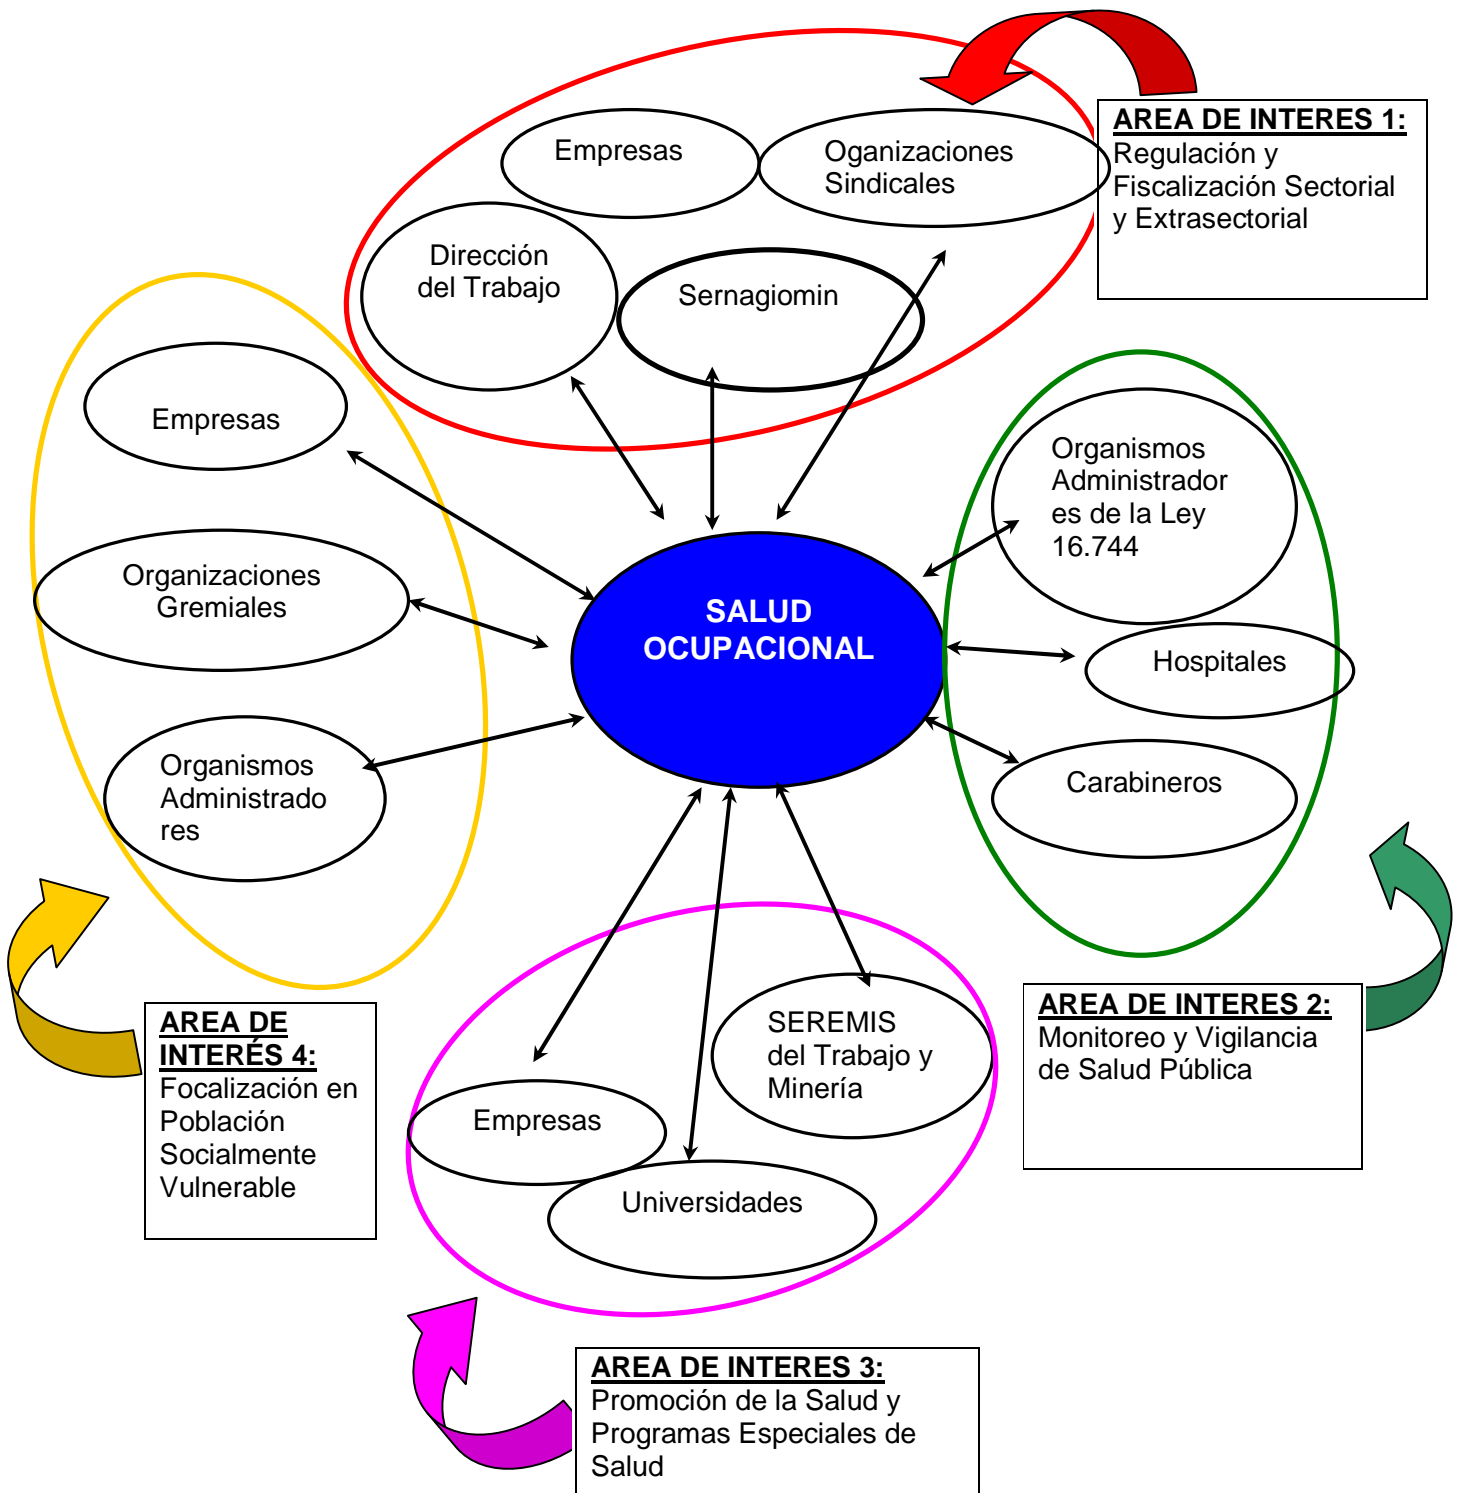 AREA DE INTERES 1:
Regulación y
Fiscalización Sectorial
y Extrasectorial
Empresas
Oganizaciones
Sindicales
Dirección
del Trabajo
Sernagiomin
Empresas
Organizaciones
Gremiales
Organismos
Administrado
res
SALUD
OCUPACIONAL
Organismos
Administrador
es de la Ley
16.744
Hospitales
Carabineros
AREA DE INTERES 2:
Monitoreo y Vigilancia
de Salud Pública
AREA DE
INTERÉS 4:
Focalización en
Población
Socialmente
Vulnerable
SEREMIS
del Trabajo y
Minería
Empresas
Universidades
AREA DE INTERES 3:
Promoción de la Salud y
Programas Especiales de
Salud